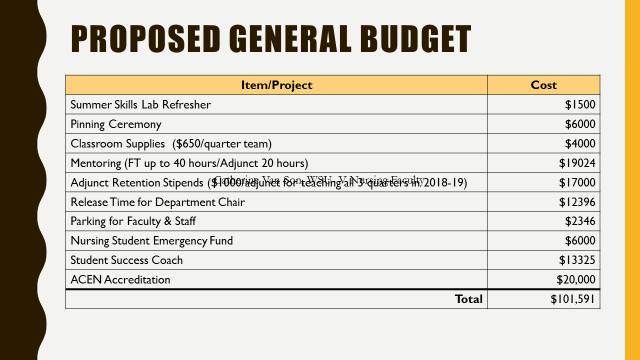 PROPOSED GENERAL BUDGET
Item/Project Cost
Summer Skills Lab Refresher $1500
Pinning Ceremony $6000
Classroom Supplies ($650/quarter team) $4000
Mentoring (FT up to 40 hours/Adjunct 20 hours) $19024
Catherine Van Son, WSU -V Nursing Faculty
Adjunct Retention Stipends ($1000/adjunct for teaching all 3 quarters in 2018-19) $17000
Release Time for Department Chair $12396
Parking for Faculty & Staff $2346
Nursing Student Emergency Fund $6000
Student Success Coach $13325
ACEN Accreditation $20,000
Total $101,591